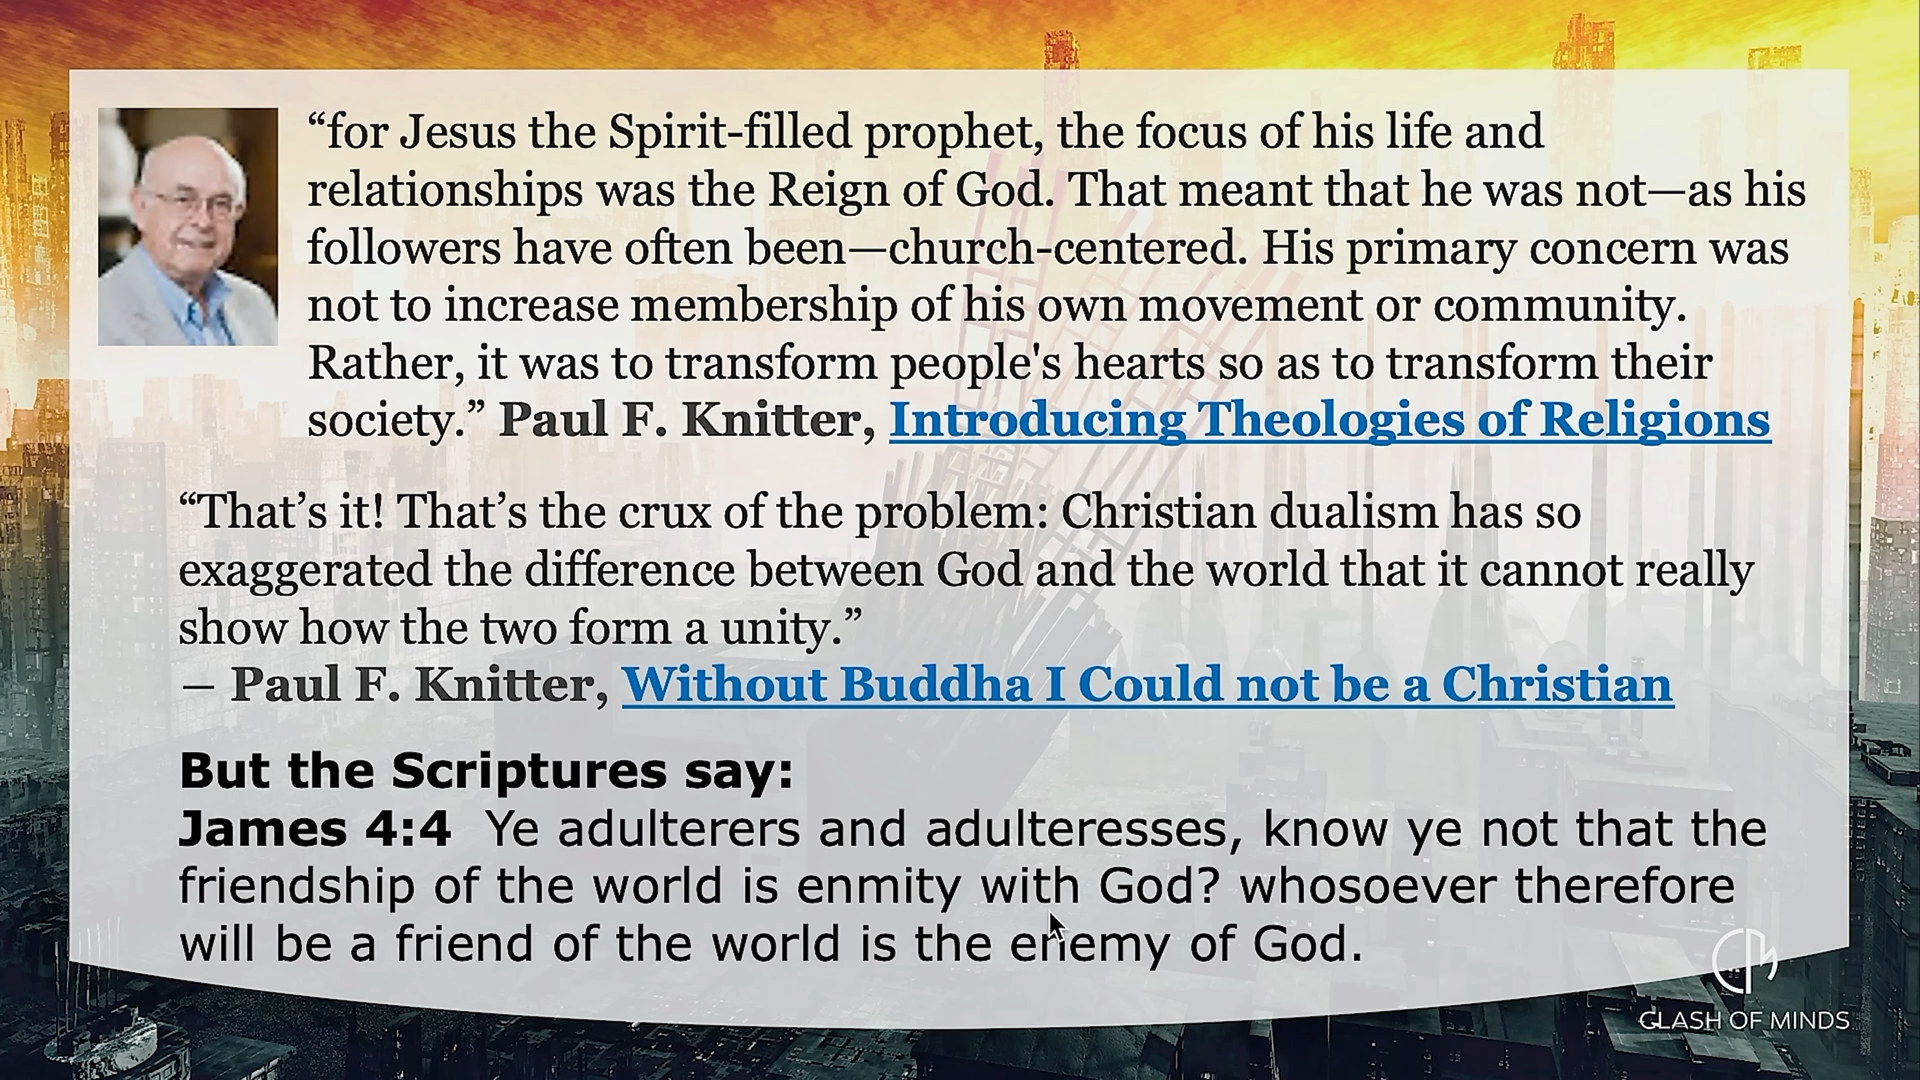 “for Jesus the Spirit-filled prophet, the focus of his life and
relationships was the Reign of God. That meant that he was not—as his
followers have often been—church-centered. His primary concern was
not to increase membership of his own movement or community.
Rather, it was to transform people's hearts so as to transform their
society.” Paul F. Knitter, Introducing Theologies of Religions
“That’s it! That’s the crux of the problem: Christian dualism has so
exaggerated the difference between God and the world that it cannot really
show how the two form a unity.”
― Paul F. Knitter, Without Buddha I Could not be a Christian
But the Scriptures say:
James 4:4 Ye adulterers and adulteresses, know ye not that the
friendship of the world is enmity with God? whosoever therefore
will be a friend of the world is the enemy of God.
CLASH OF MINDS